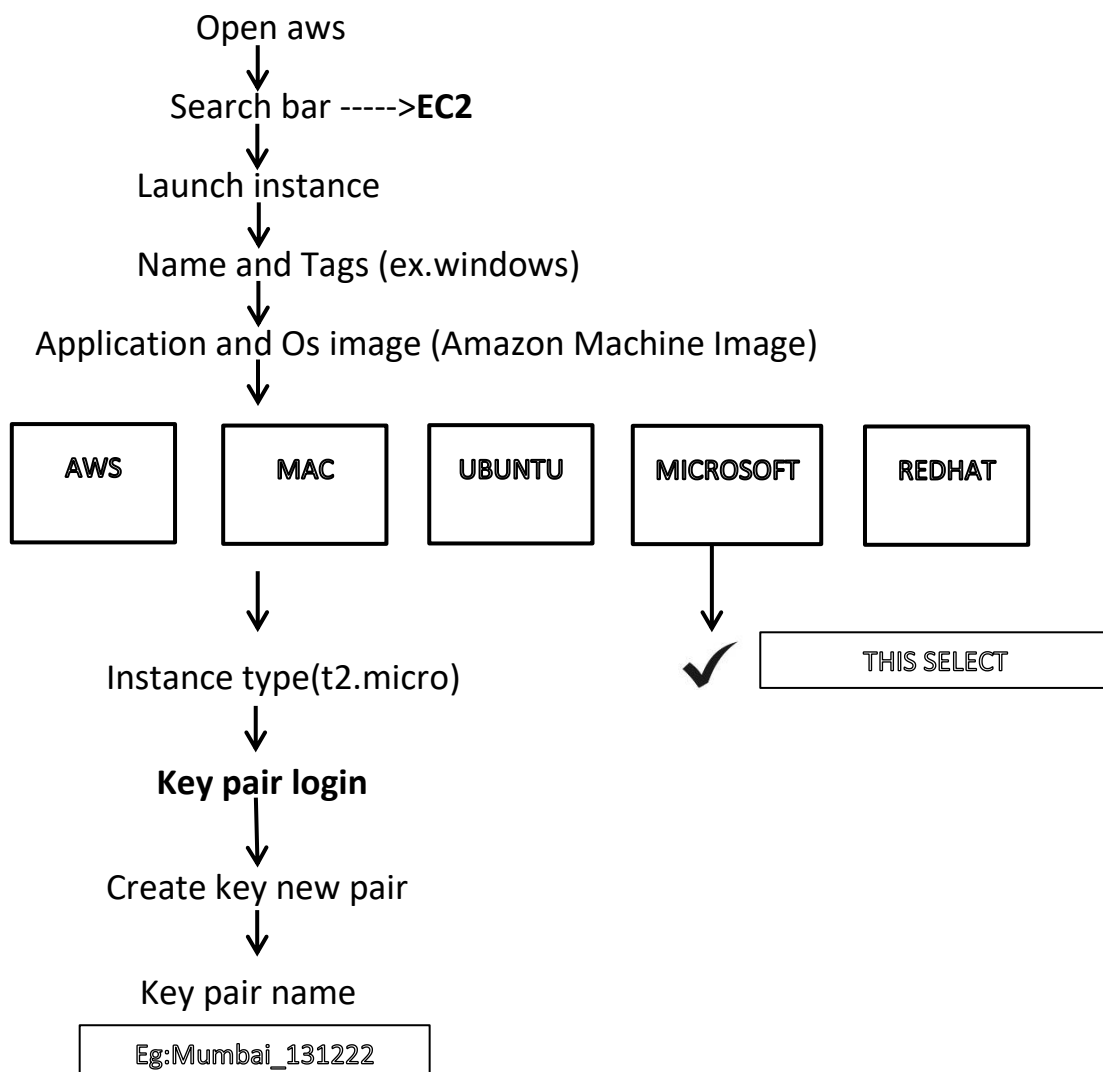 Open aws
Search bar ----->EC2
Launch instance
Name and Tags (ex.windows)
Application and Os image (Amazon Machine Image)
AWS
MAC
UBUNTU
MICROSOFT
REDHAT
THIS SELECT
Instance type(t2.micro)
Key pair login
Create key new pair
Key pair name
Eg:Mumbai_131222